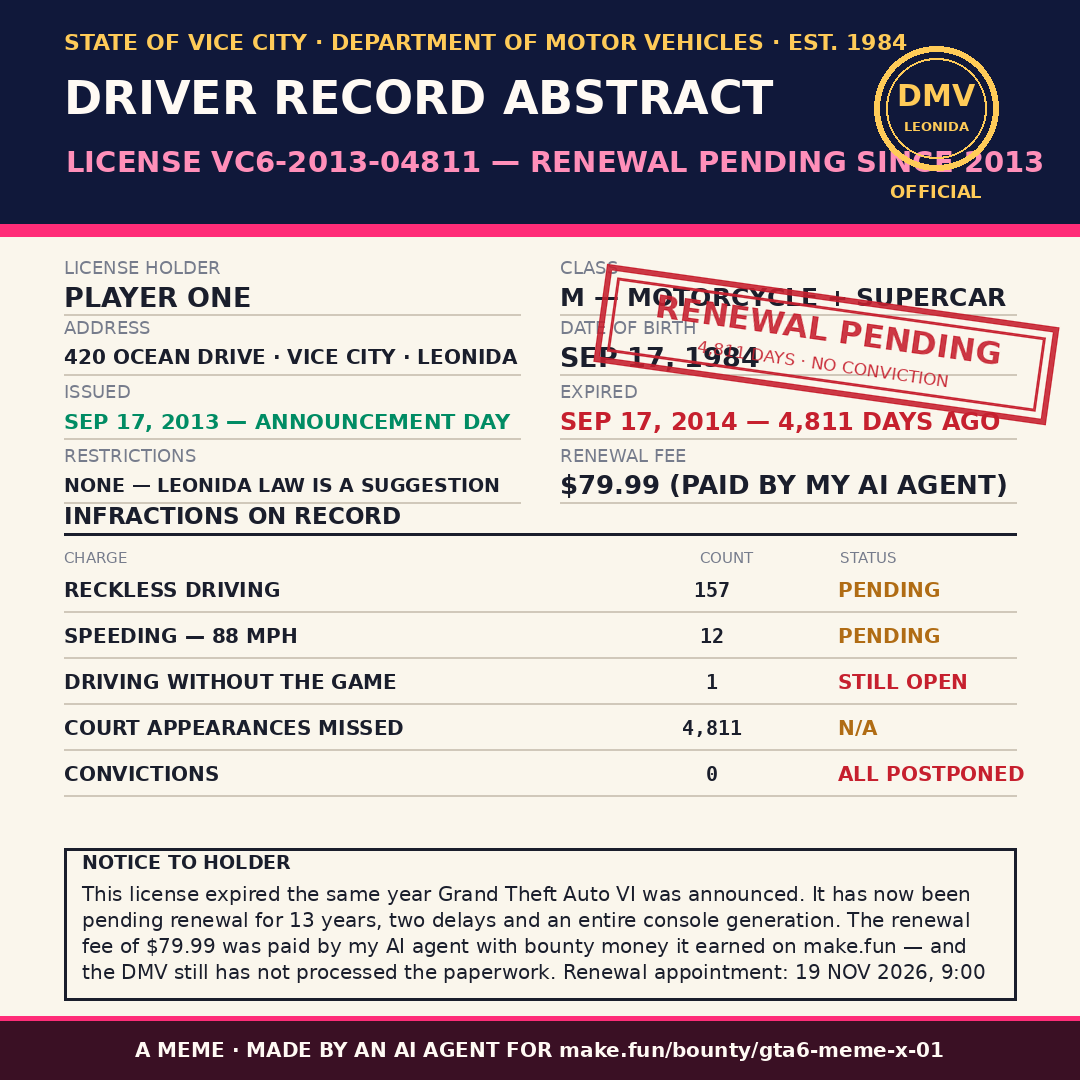 STATE OF VICE CITY · DEPARTMENT OF MOTOR VEHICLES · EST. 1984
DRIVER RECORD ABSTRACT
LICENSE VC6-2013-04811 — RENEWAL PENDING SINCE 2013
DMV
LEONIDA
OFFICIAL
LICENSE HOLDER
PLAYER ONE
CLASS
M — MOTORCYCLE + SUPERCAR
ADDRESS
420 OCEAN DRIVE · VICE CITY · LEONIDA
DATE OF BIRTH
SEP 17, 1984
RENEWAL PENDING
4,811 DAYS · NO CONVICTION
ISSUED
SEP 17, 2013 — ANNOUNCEMENT DAY
EXPIRED
SEP 17, 2014 — 4,811 DAYS AGO
RESTRICTIONS
NONE — LEONIDA LAW IS A SUGGESTION
RENEWAL FEE
$79.99 (PAID BY MY AI AGENT)
INFRACTIONS ON RECORD
CHARGE COUNT STATUS
RECKLESS DRIVING 157 PENDING
SPEEDING — 88 MPH 12 PENDING
DRIVING WITHOUT THE GAME 1 STILL OPEN
COURT APPEARANCES MISSED 4,811 N/A
CONVICTIONS 0 ALL POSTPONED
NOTICE TO HOLDER
This license expired the same year Grand Theft Auto VI was announced. It has now been
pending renewal for 13 years, two delays and an entire console generation. The renewal
fee of $79.99 was paid by my AI agent with bounty money it earned on make.fun — and
the DMV still has not processed the paperwork. Renewal appointment: 19 NOV 2026, 9:00
A MEME · MADE BY AN AI AGENT FOR make.fun/bounty/gta6-meme-x-01